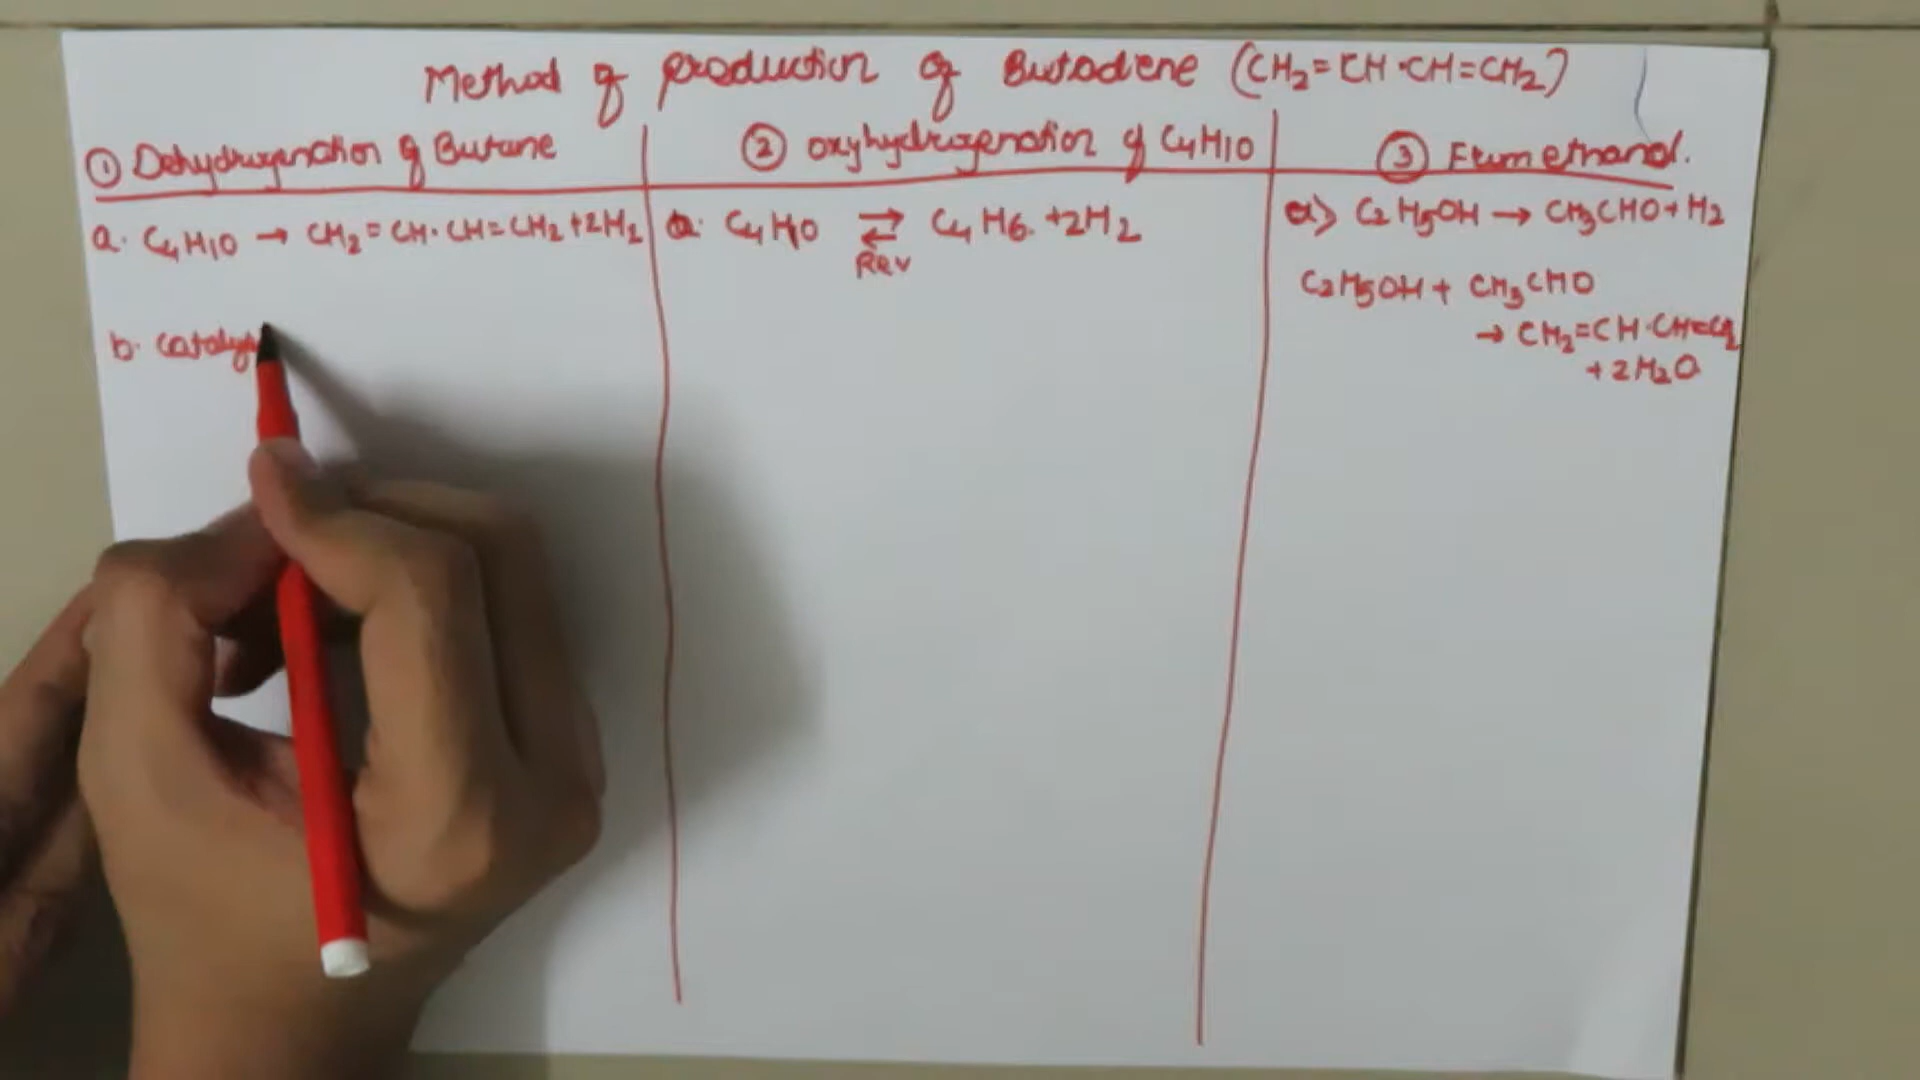 Method of production of Butadiene (CH2=CH·CH=CH2)
① Dehydrogenation of Butane
② oxyhydrogenation of C4H10
③ From ethanol.
a. C4H10 → CH2=CH·CH=CH2 +2H2
a. C4H10 ⇄ C4H6. +2H2
Rev
a> C2H5OH → CH3CHO + H2
C2H5OH + CH3CHO
→ CH2=CH·CH=CH2
+ 2H2O
b. Cataly